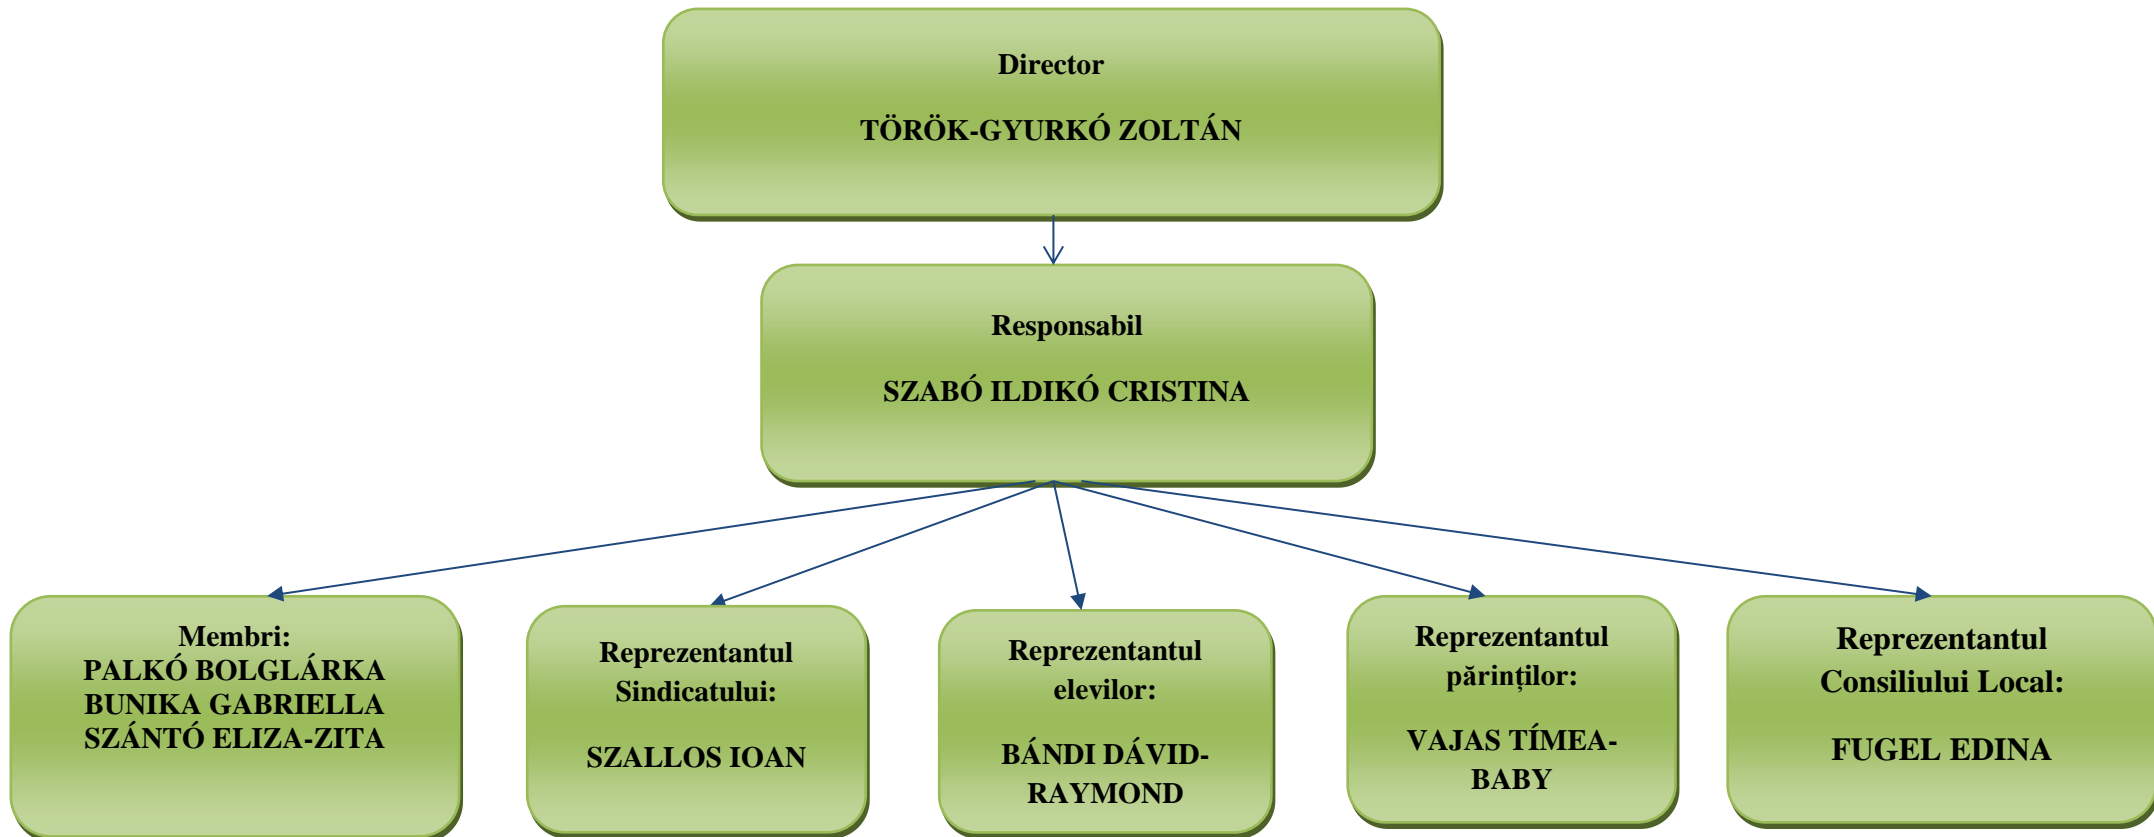 Director
TÖRÖK-GYURKÓ ZOLTÁN
Responsabil
SZABÓ ILDIKÓ CRISTINA
Membri:
PALKÓ BOLGLÁRKA
BUNIKA GABRIELLA
SZÁNTÓ ELIZA-ZITA
Reprezentantul
Sindicatului:
SZALLOS IOAN
Reprezentantul
elevilor:
BÁNDI DÁVID-
RAYMOND
Reprezentantul
părinților:
VAJAS TÍMEA-
BABY
Reprezentantul
Consiliului Local:
FUGEL EDINA